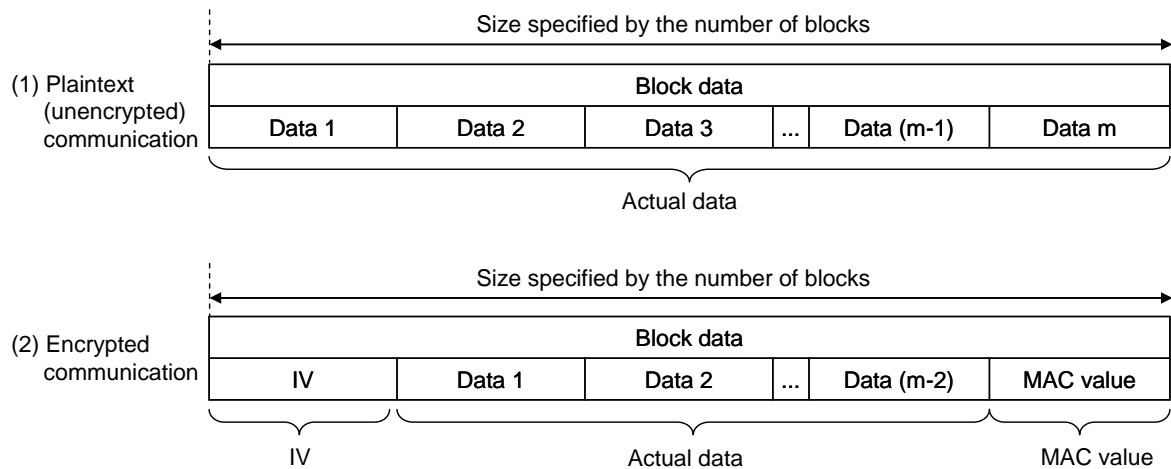 Size specified by the number of blocks
(1) Plaintext
(unencrypted)
communication
Block data
Data 1 Data 2 Data 3 ... Data (m-1) Data m
Actual data
Size specified by the number of blocks
(2) Encrypted
communication
Block data
IV Data 1 Data 2 ... Data (m-2) MAC value
IV Actual data MAC value